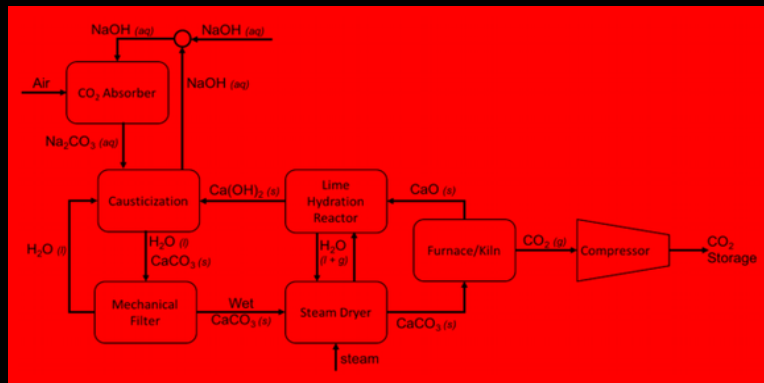 NaOH (aq)
NaOH (aq)
NaOH (aq)
Air
CO₂ Absorber
Na₂CO₃ (aq)
Causticization
Ca(OH)₂ (s)
Lime
Hydration
Reactor
CaO (s)
H₂O (l)
H₂O (l)
CaCO₃ (s)
H₂O
(l + g)
Furnace/Kiln
CO₂ (g)
Compressor
CO₂
Storage
Mechanical
Filter
Wet
CaCO₃ (s)
Steam Dryer
CaCO₃ (s)
steam